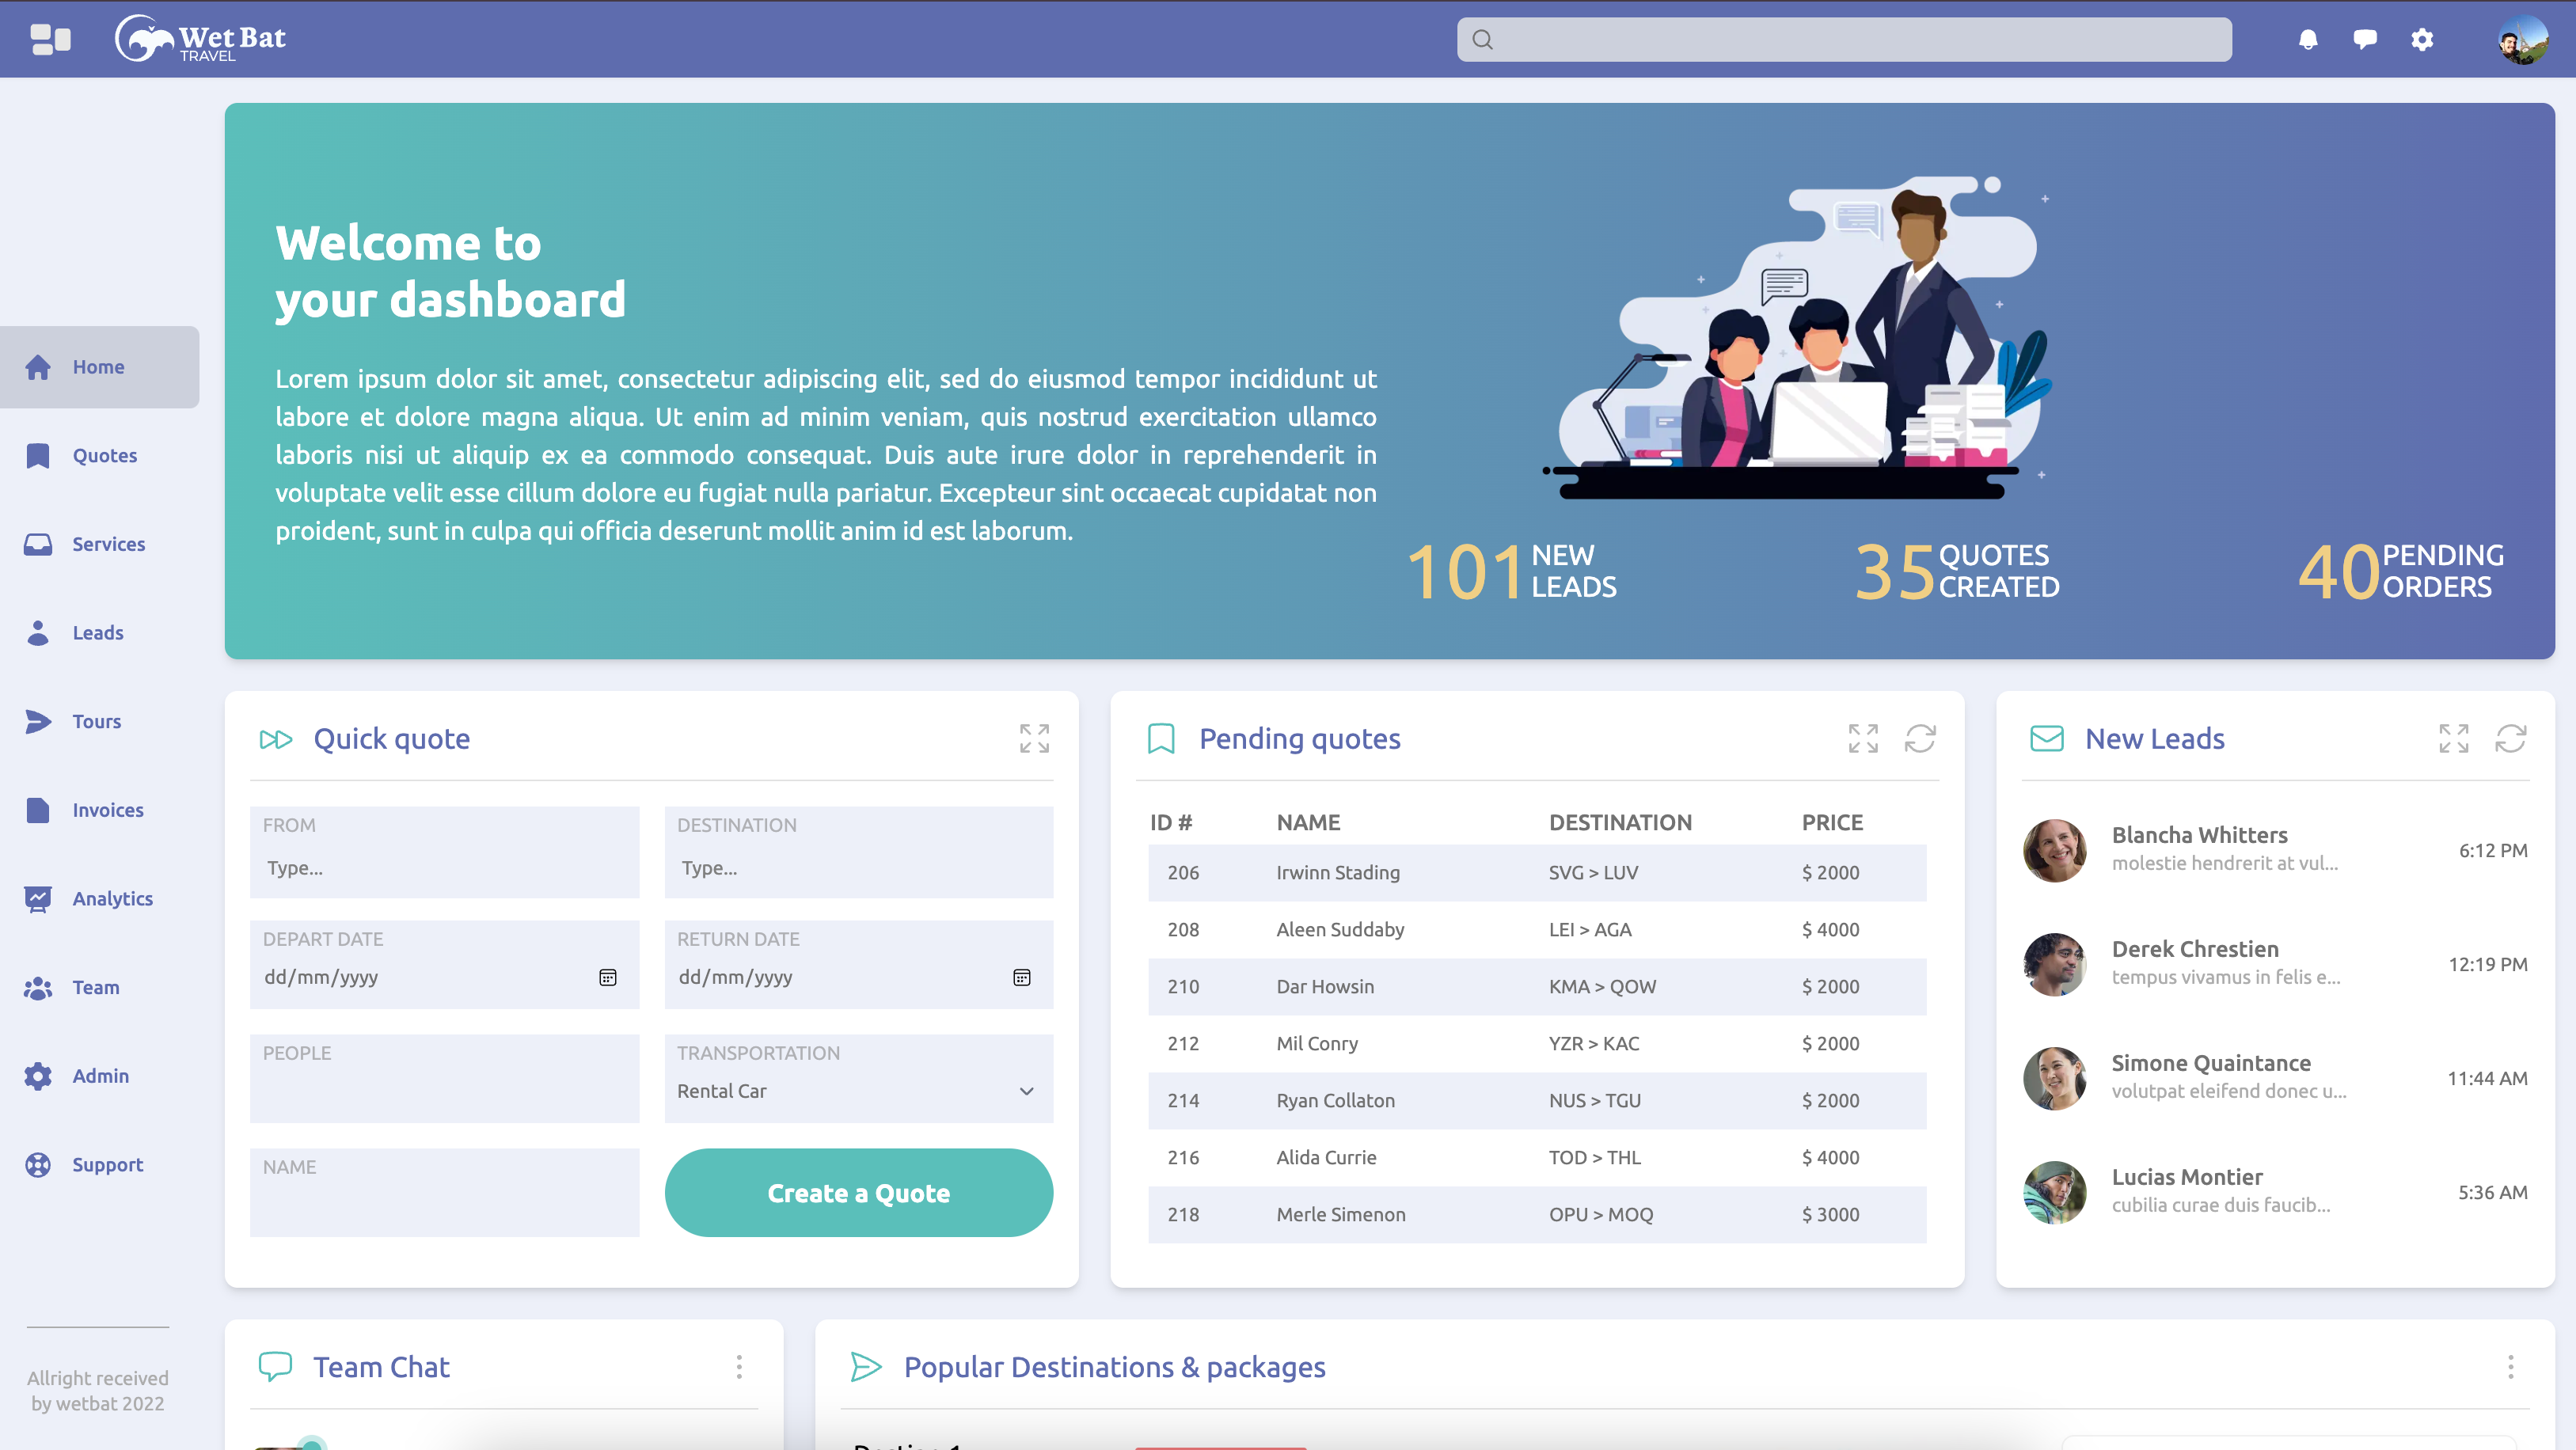 Wet Bat
TRAVEL
Home
Quotes
Services
Leads
Tours
Invoices
Analytics
Team
Admin
Support
Allright received
by wetbat 2022
Welcome to
your dashboard
Lorem ipsum dolor sit amet, consectetur adipiscing elit, sed do eiusmod tempor incididunt ut
labore et dolore magna aliqua. Ut enim ad minim veniam, quis nostrud exercitation ullamco
laboris nisi ut aliquip ex ea commodo consequat. Duis aute irure dolor in reprehenderit in
voluptate velit esse cillum dolore eu fugiat nulla pariatur. Excepteur sint occaecat cupidatat non
proident, sunt in culpa qui officia deserunt mollit anim id est laborum.
101 NEW LEADS
35 QUOTES CREATED
40 PENDING ORDERS
Quick quote
FROM
Type...
DESTINATION
Type...
DEPART DATE
dd/mm/yyyy
RETURN DATE
dd/mm/yyyy
PEOPLE
TRANSPORTATION
Rental Car
NAME
Create a Quote
Pending quotes
ID # NAME DESTINATION PRICE
206 Irwinn Stading SVG > LUV $ 2000
208 Aleen Suddaby LEI > AGA $ 4000
210 Dar Howsin KMA > QOW $ 2000
212 Mil Conry YZR > KAC $ 2000
214 Ryan Collaton NUS > TGU $ 2000
216 Alida Currie TOD > THL $ 4000
218 Merle Simenon OPU > MOQ $ 3000
New Leads
Blancha Whitters
molestie hendrerit at vul...
6:12 PM
Derek Chrestien
tempus vivamus in felis e...
12:19 PM
Simone Quaintance
volutpat eleifend donec u...
11:44 AM
Lucias Montier
cubilia curae duis faucib...
5:36 AM
Team Chat
Popular Destinations & packages